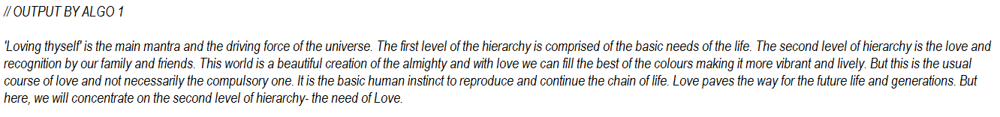 // OUTPUT BY ALGO 1
'Loving thyself' is the main mantra and the driving force of the universe. The first level of the hierarchy is comprised of the basic needs of the life. The second level of hierarchy is the love and
recognition by our family and friends. This world is a beautiful creation of the almighty and with love we can fill the best of the colours making it more vibrant and lively. But this is the usual
course of love and not necessarily the compulsory one. It is the basic human instinct to reproduce and continue the chain of life. Love paves the way for the future life and generations. But
here, we will concentrate on the second level of hierarchy- the need of Love.